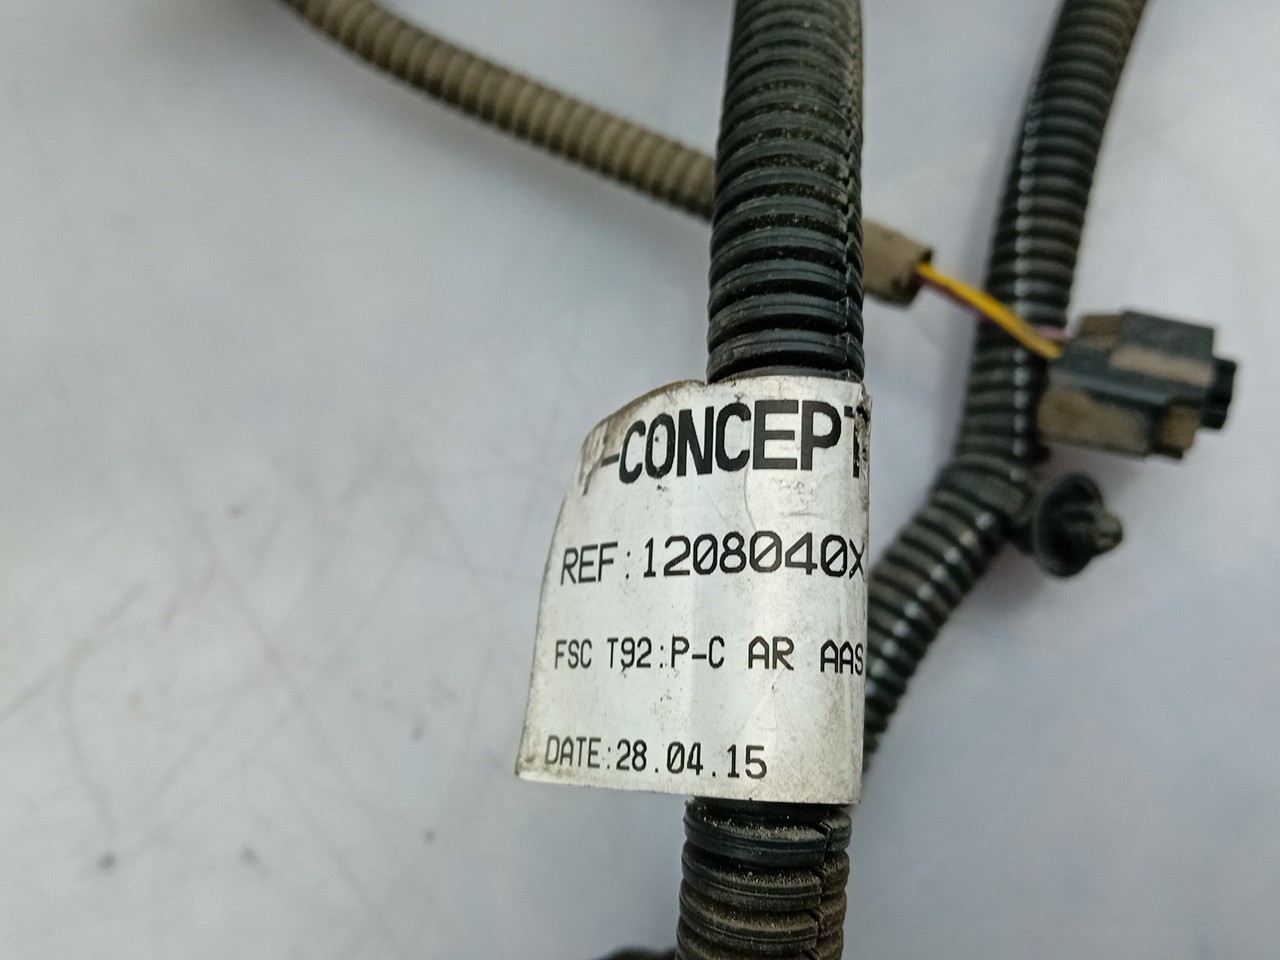 -CONCEPT
REF:1208040X
FSC T92:P-C AR AAS
DATE:28.04.15